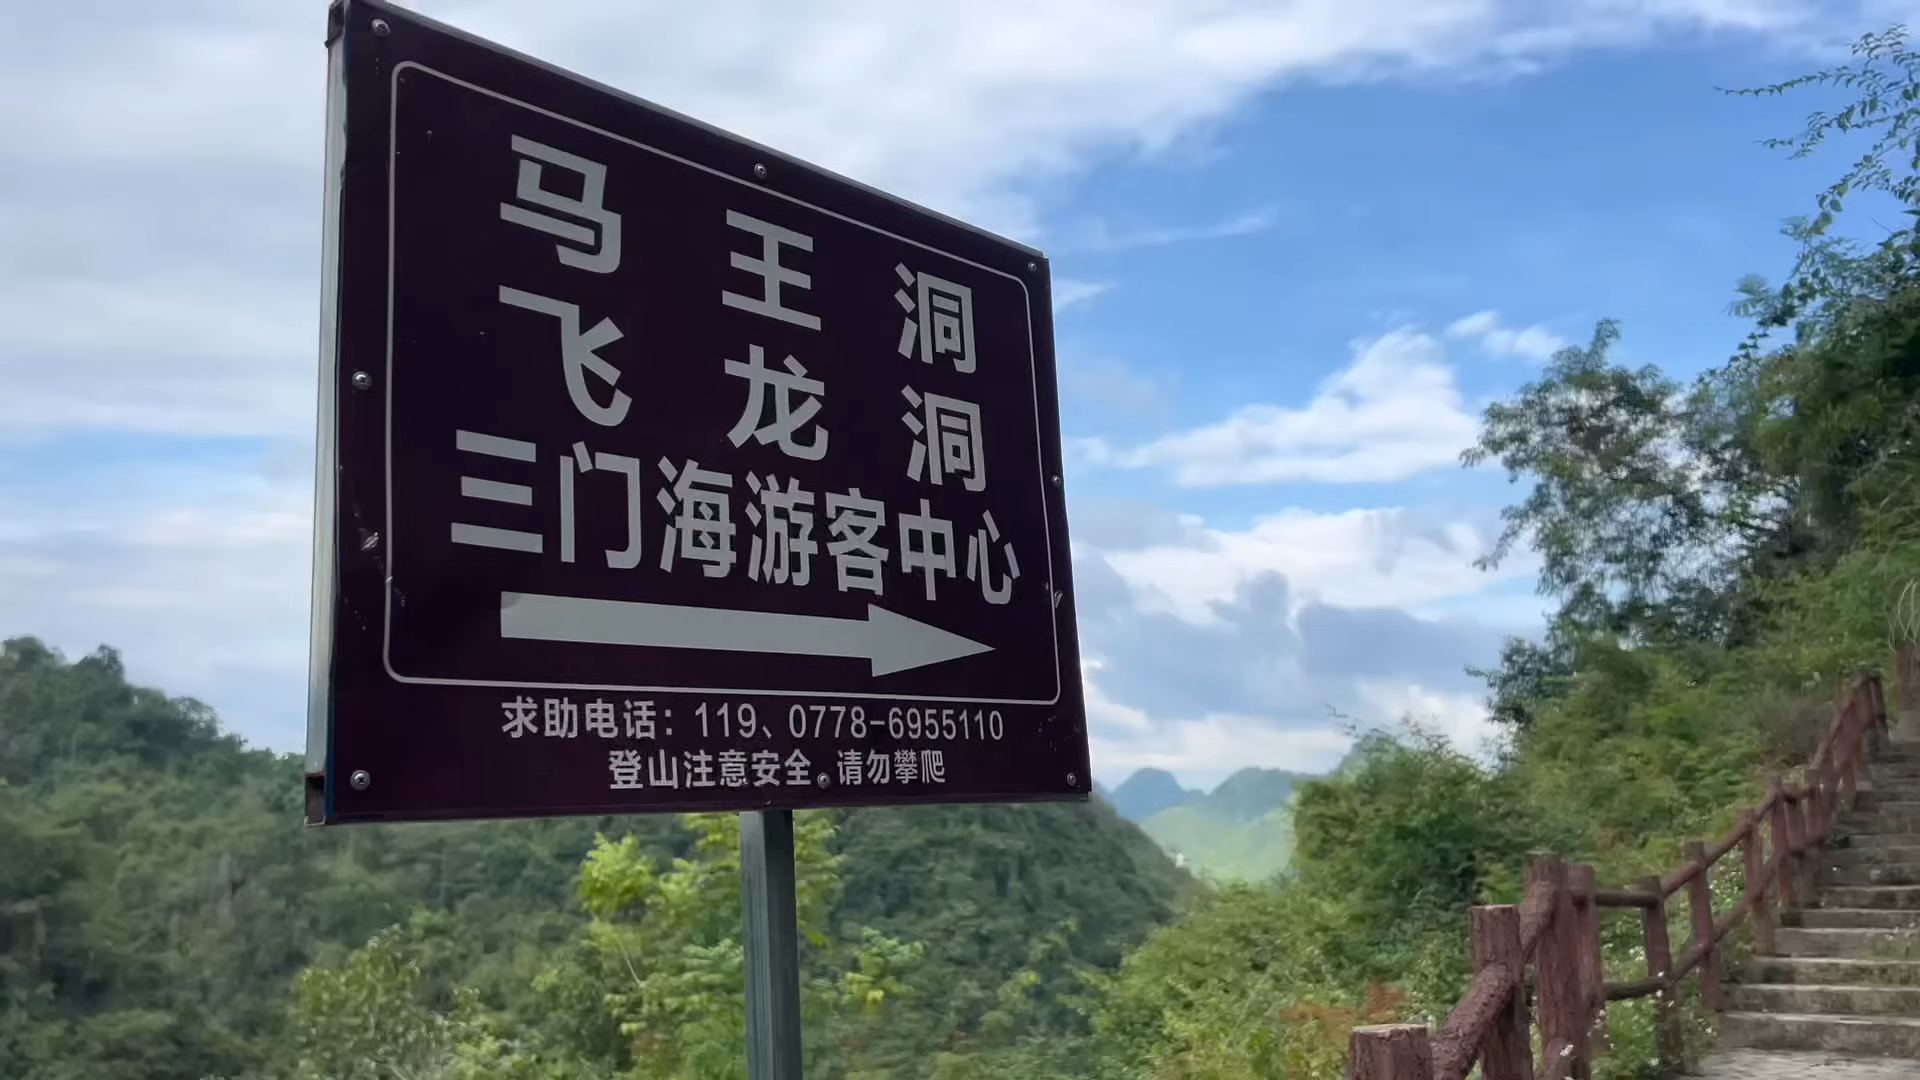 马王洞
飞龙洞
三门海游客中心
求助电话：119、0778-6955110
登山注意安全 请勿攀爬